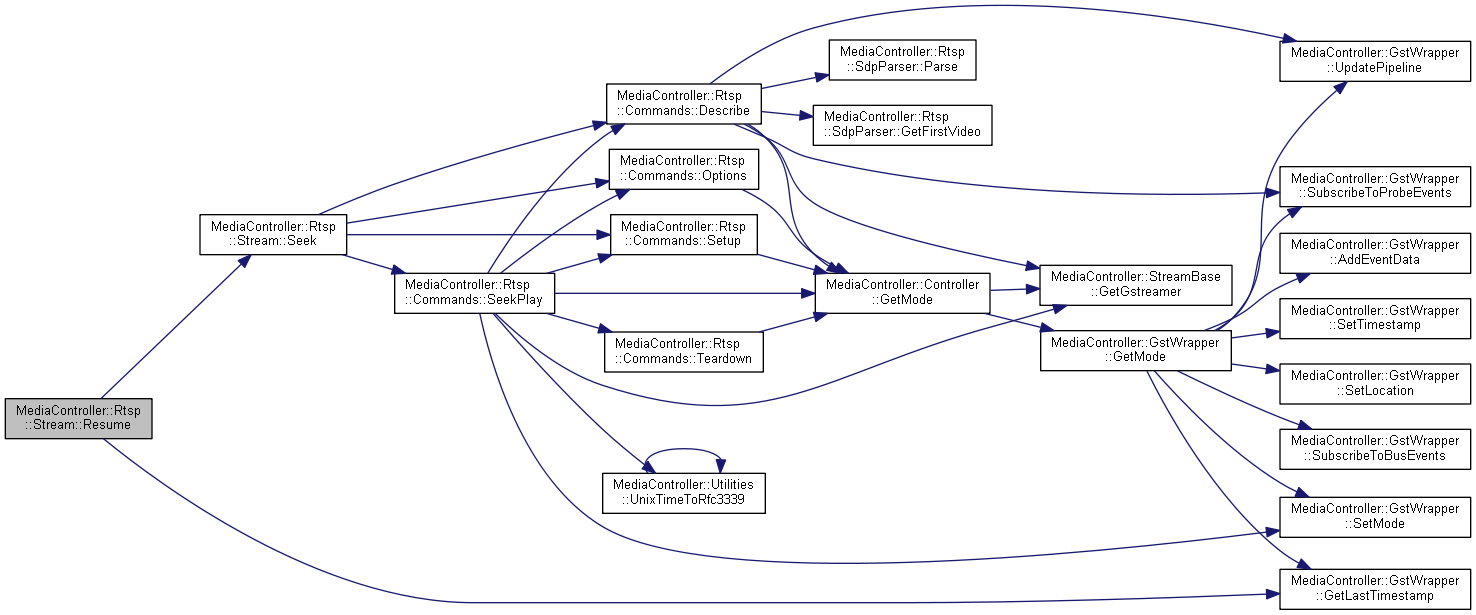 MediaController::Rtsp
::Stream::Resume
MediaController::Rtsp
::Stream::Seek
MediaController::Rtsp
::Commands::SeekPlay
MediaController::Rtsp
::Commands::Describe
MediaController::Rtsp
::Commands::Options
MediaController::Rtsp
::Commands::Setup
MediaController::Rtsp
::Commands::Teardown
MediaController::Utilities
::UnixTimeToRfc3339
MediaController::Rtsp
::SdpParser::Parse
MediaController::Rtsp
::SdpParser::GetFirstVideo
MediaController::Controller
::GetMode
MediaController::StreamBase
::GetGstreamer
MediaController::GstWrapper
::GetMode
MediaController::GstWrapper
::UpdatePipeline
MediaController::GstWrapper
::SubscribeToProbeEvents
MediaController::GstWrapper
::AddEventData
MediaController::GstWrapper
::SetTimestamp
MediaController::GstWrapper
::SetLocation
MediaController::GstWrapper
::SubscribeToBusEvents
MediaController::GstWrapper
::SetMode
MediaController::GstWrapper
::GetLastTimestamp